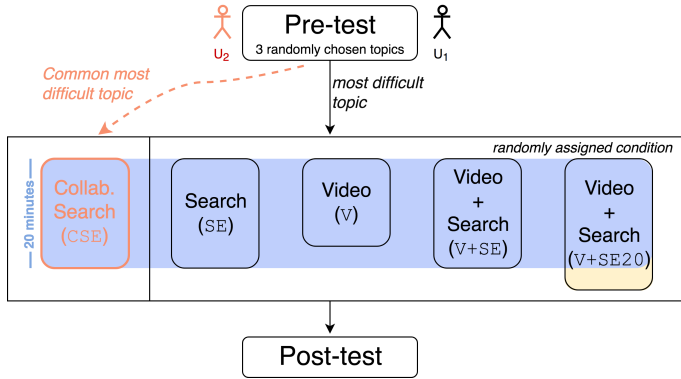 Pre-test
3 randomly chosen topics
U2
U1
Common most
difficult topic
most difficult
topic
randomly assigned condition
20 minutes
Collab.
Search
(CSE)
Search
(SE)
Video
(V)
Video
+
Search
(V+SE)
Video
+
Search
(V+SE20)
Post-test